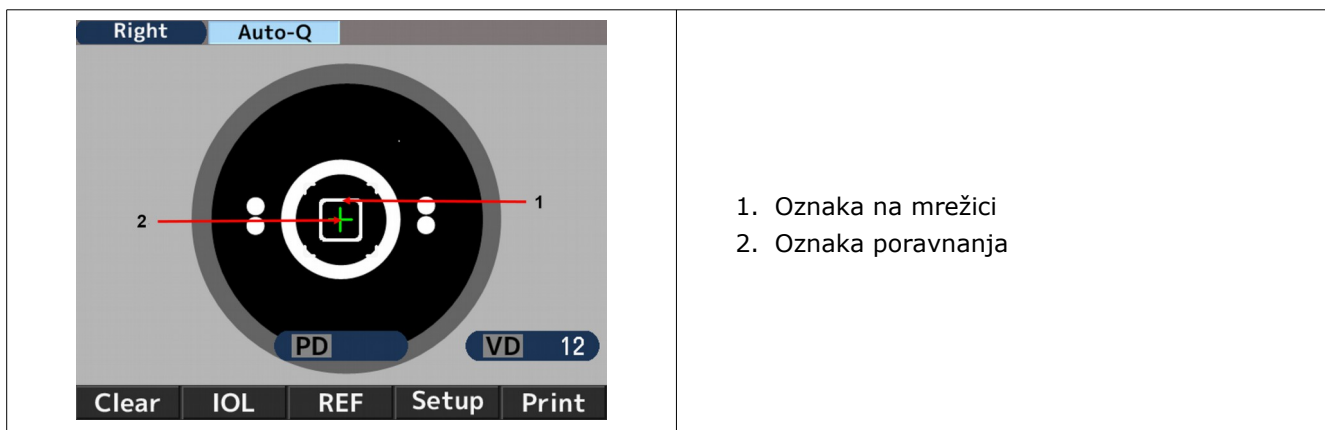 Right Auto-Q
1
2
PD VD 12
Clear IOL REF Setup Print
1. Oznaka na mrežici
2. Oznaka poravnanja